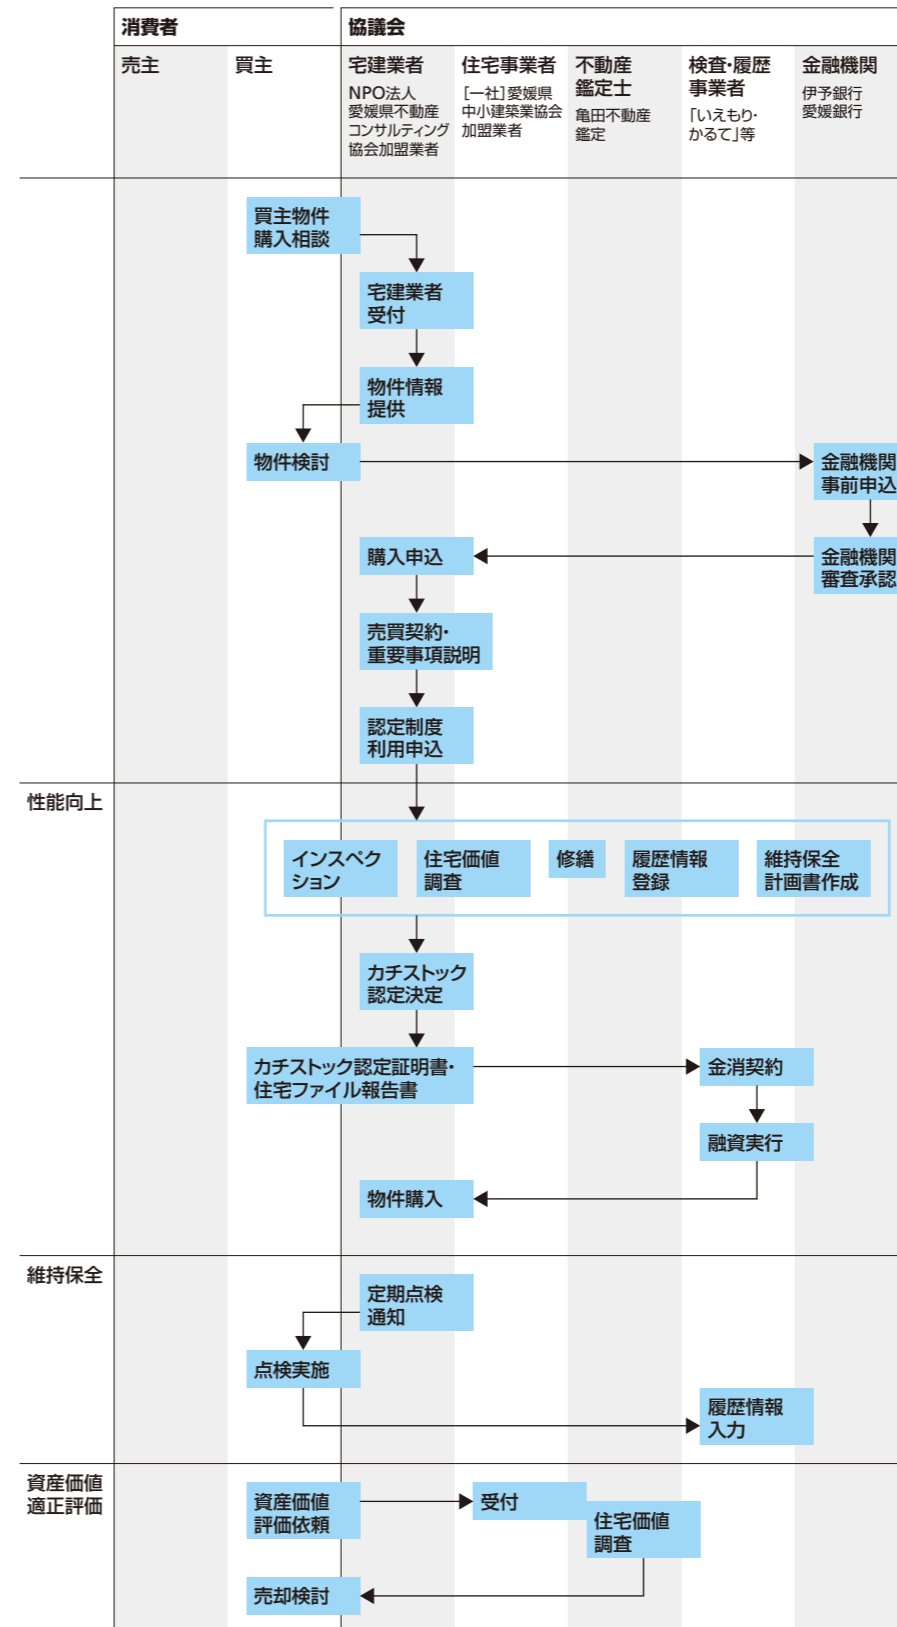 消費者
協議会
売主
買主
宅建業者
NPO法人
愛媛県不動産
コンサルティング
協会加盟業者
住宅事業者
[一社]愛媛県
中小建築業協会
加盟業者
不動産
鑑定士
亀田不動産
鑑定
検査・履歴
事業者
「いえもり・
かるて」等
金融機関
伊予銀行
愛媛銀行
買主物件
購入相談
宅建業者
受付
物件情報
提供
物件検討
金融機関
事前申込
購入申込
金融機関
審査承認
売買契約・
重要事項説明
認定制度
利用申込
性能向上
インスペク
ション
住宅価値
調査
修繕
履歴情報
登録
維持保全
計画書作成
カチストック
認定決定
カチストック認定証明書・
住宅ファイル報告書
金消契約
融資実行
物件購入
維持保全
定期点検
通知
点検実施
履歴情報
入力
資産価値
適正評価
資産価値
評価依頼
受付
住宅価値
調査
売却検討